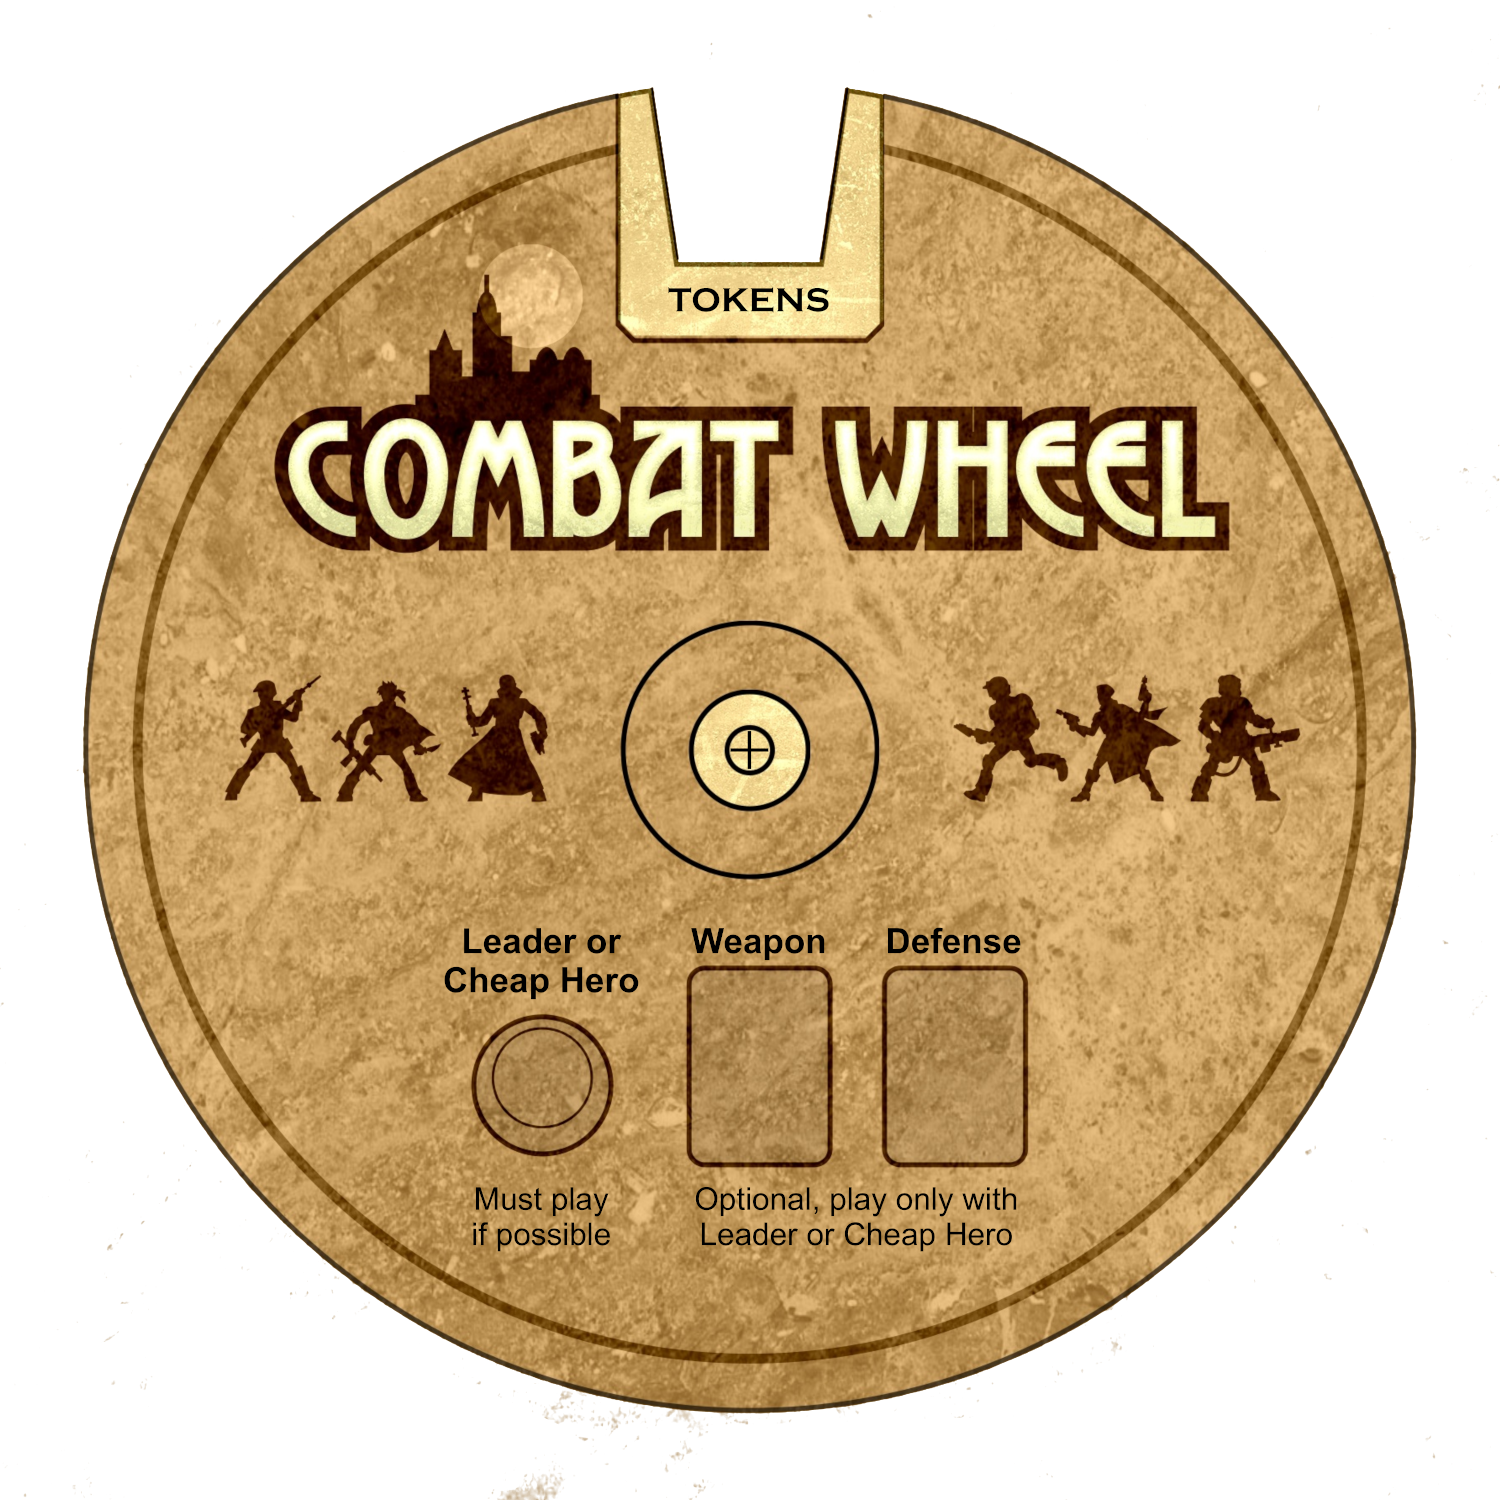 TOKENS
COMBAT WHEEL
Leader or
Cheap Hero
Weapon
Defense
Must play
if possible
Optional, play only with
Leader or Cheap Hero